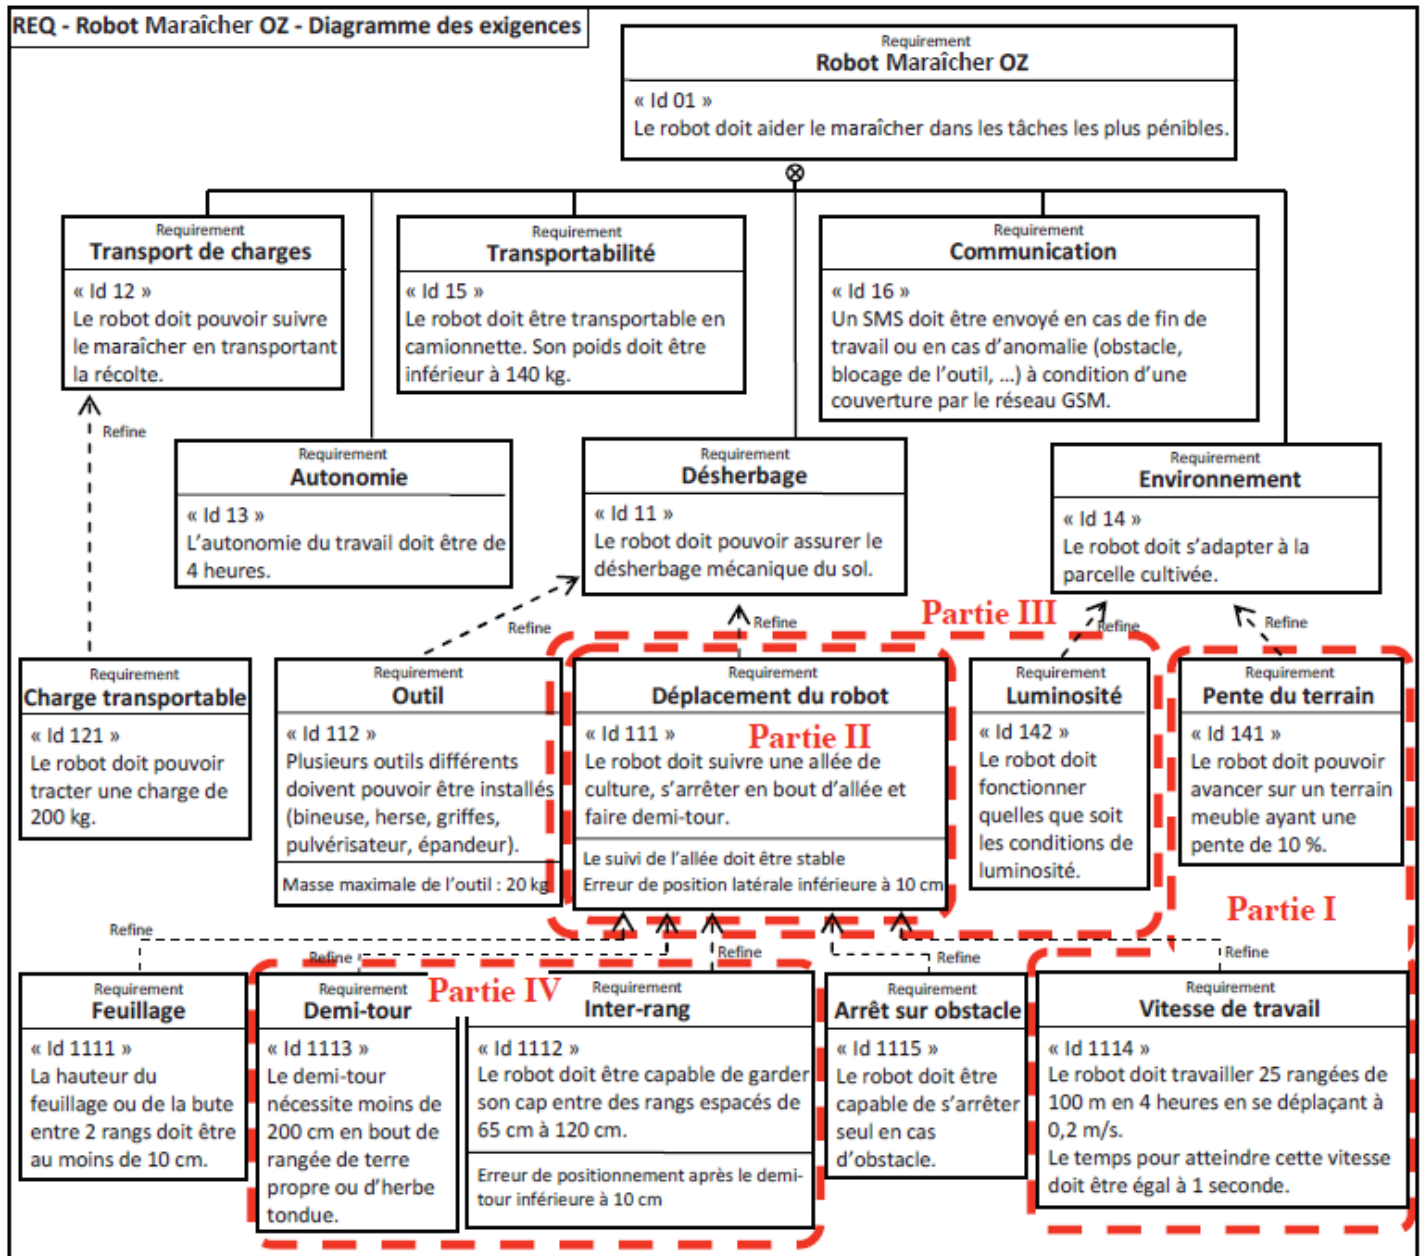 REQ - Robot Maraîcher OZ - Diagramme des exigences
Requirement
Robot Maraîcher OZ
« Id 01 »
Le robot doit aider le maraîcher dans les tâches les plus pénibles.
Requirement
Transport de charges
« Id 12 »
Le robot doit pouvoir suivre
le maraîcher en transportant
la récolte.
Requirement
Transportabilité
« Id 15 »
Le robot doit être transportable en
camionnette. Son poids doit être
inférieur à 140 kg.
Requirement
Communication
« Id 16 »
Un SMS doit être envoyé en cas de fin de
travail ou en cas d'anomalie (obstacle,
blocage de l'outil, ...) à condition d'une
couverture par le réseau GSM.
Refine
Requirement
Autonomie
« Id 13 »
L'autonomie du travail doit être de
4 heures.
Requirement
Désherbage
« Id 11 »
Le robot doit pouvoir assurer le
désherbage mécanique du sol.
Requirement
Environnement
« Id 14 »
Le robot doit s'adapter à la
parcelle cultivée.
Refine
Refine
Partie III
Refine
Refine
Requirement
Charge transportable
« Id 121 »
Le robot doit pouvoir
tracter une charge de
200 kg.
Requirement
Outil
« Id 112 »
Plusieurs outils différents
doivent pouvoir être installés
(bineuse, herse, griffes,
pulvérisateur, épandeur).
Masse maximale de l'outil : 20 kg
Requirement
Déplacement du robot
« Id 111 »
Partie II
Le robot doit suivre une allée de
culture, s'arrêter en bout d'allée et
faire demi-tour.
Le suivi de l'allée doit être stable
Erreur de position latérale inférieure à 10 cm
Requirement
Luminosité
« Id 142 »
Le robot doit
fonctionner
quelles que soit
les conditions de
luminosité.
Requirement
Pente du terrain
« Id 141 »
Le robot doit pouvoir
avancer sur un terrain
meuble ayant une
pente de 10 %.
Partie I
Refine
Refine
Refine
Refine
Refine
Requirement
Feuillage
« Id 1111 »
La hauteur du
feuillage ou de la bute
entre 2 rangs doit être
au moins de 10 cm.
Requirement
Demi-tour
« Id 1113 »
Le demi-tour
nécessite moins de
200 cm en bout de
rangée de terre
propre ou d'herbe
tondue.
Partie IV
Requirement
Inter-rang
« Id 1112 »
Le robot doit être capable de garder
son cap entre des rangs espacés de
65 cm à 120 cm.
Erreur de positionnement après le demi-
tour inférieure à 10 cm
Requirement
Arrêt sur obstacle
« Id 1115 »
Le robot doit être
capable de s'arrêter
seul en cas
d'obstacle.
Requirement
Vitesse de travail
« Id 1114 »
Le robot doit travailler 25 rangées de
100 m en 4 heures en se déplaçant à
0,2 m/s.
Le temps pour atteindre cette vitesse
doit être égal à 1 seconde.